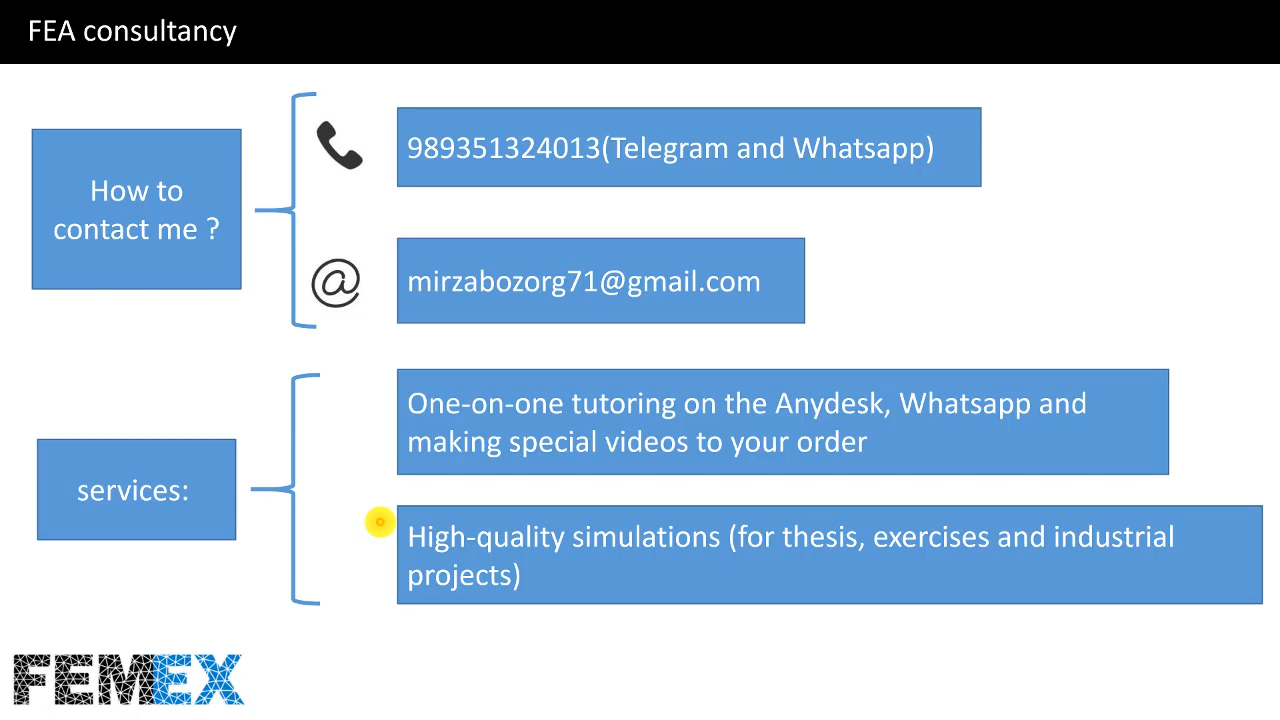 FEA consultancy
How to
contact me ?
989351324013(Telegram and Whatsapp)
@
mirzabozorg71@gmail.com
services:
One-on-one tutoring on the Anydesk, Whatsapp and
making special videos to your order
High-quality simulations (for thesis, exercises and industrial
projects)
FEMEX